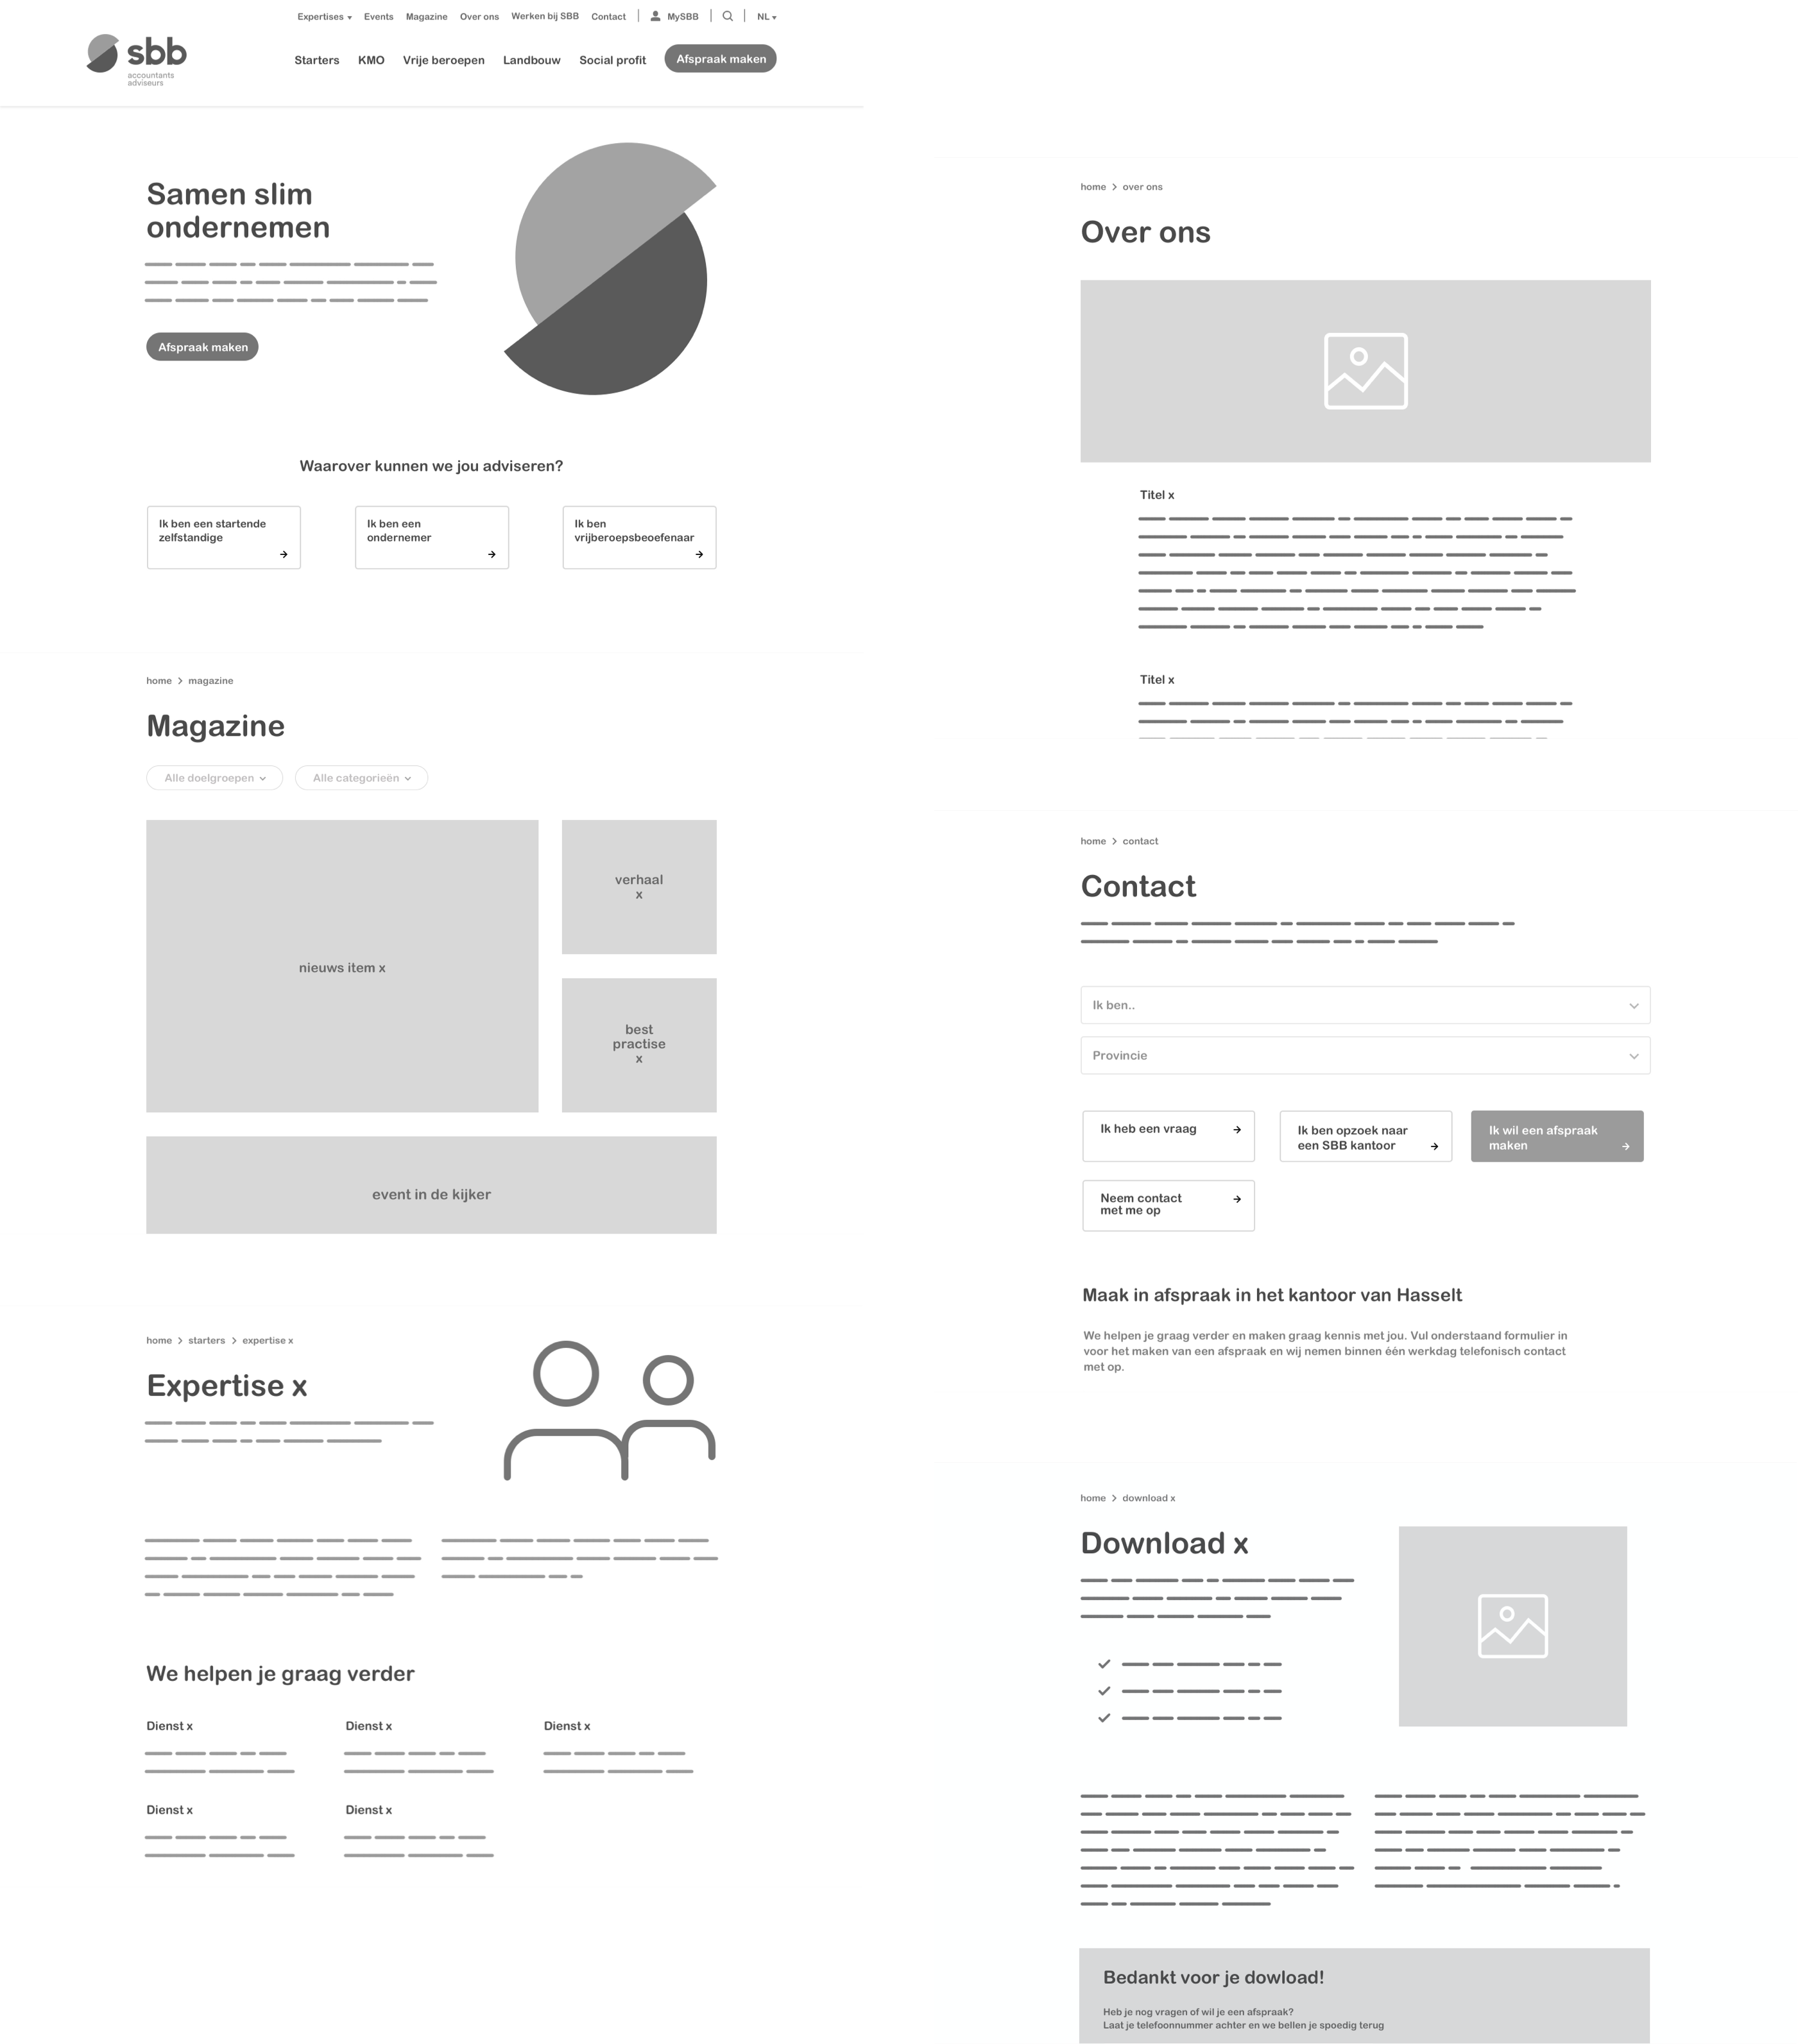 Expertises
Events
Magazine
Over ons
Werken bij SBB
Contact
MySBB
NL
sbb
accountants
adviseurs
Starters
KMO
Vrije beroepen
Landbouw
Social profit
Afspraak maken
Samen slim
ondernemen
Afspraak maken
Waarover kunnen we jou adviseren?
Ik ben een startende
zelfstandige
Ik ben een
ondernemer
Ik ben
vrijberoepsbeoefenaar
home > magazine
Magazine
Alle doelgroepen
Alle categorieën
nieuws item x
verhaal
x
best
practise
x
event in de kijker
home > starters > expertise x
Expertise x
We helpen je graag verder
Dienst x
Dienst x
Dienst x
Dienst x
Dienst x
home > over ons
Over ons
Titel x
Titel x
home > contact
Contact
Ik ben..
Provincie
Ik heb een vraag
Ik ben opzoek naar
een SBB kantoor
Ik wil een afspraak
maken
Neem contact
met me op
Maak in afspraak in het kantoor van Hasselt
We helpen je graag verder en maken graag kennis met jou. Vul onderstaand formulier in
voor het maken van een afspraak en wij nemen binnen één werkdag telefonisch contact
met op.
home > download x
Download x
Bedankt voor je dowload!
Heb je nog vragen of wil je een afspraak?
Laat je telefoonnummer achter en we bellen je spoedig terug